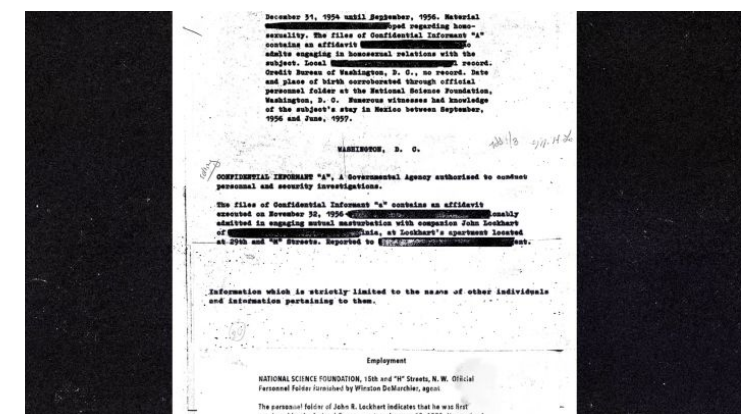 December 31, 1954 until September, 1956. Material
oped regarding homo-
sexuality. The files of Confidential Informant "A"
contains an affidavit
admits engaging in homosexual relations with the
subject. Local record.
Credit Bureau of Washington, D. C., no record. Date
and place of birth corroborated through official
personnel folder at the National Science Foundation,
Washington, D. C. Numerous witnesses had knowledge
of the subject's stay in Mexico between September,
1956 and June, 1957.
WASHINGTON, D. C.
CONFIDENTIAL INFORMANT "A", A Governmental Agency authorized to conduct
personnal and security investigations.
The files of Confidential Informant "a" contains an affidavit
executed on November 32, 1956 onably
admitted in engaging mutual masturbation with companion John Lockhart
of inia, at Lockhart's apartment located
at 29th and "M" Streets. Reported to ent.
Information which is strictly limited to the names of other individuals
and information pertaining to them.
Employment
NATIONAL SCIENCE FOUNDATION, 15th and "H" Streets, N. W. Official
Personnel Folder furnished by Winston DeMarchier, agent
The personnel folder of John R. Lockhart indicates that he was first